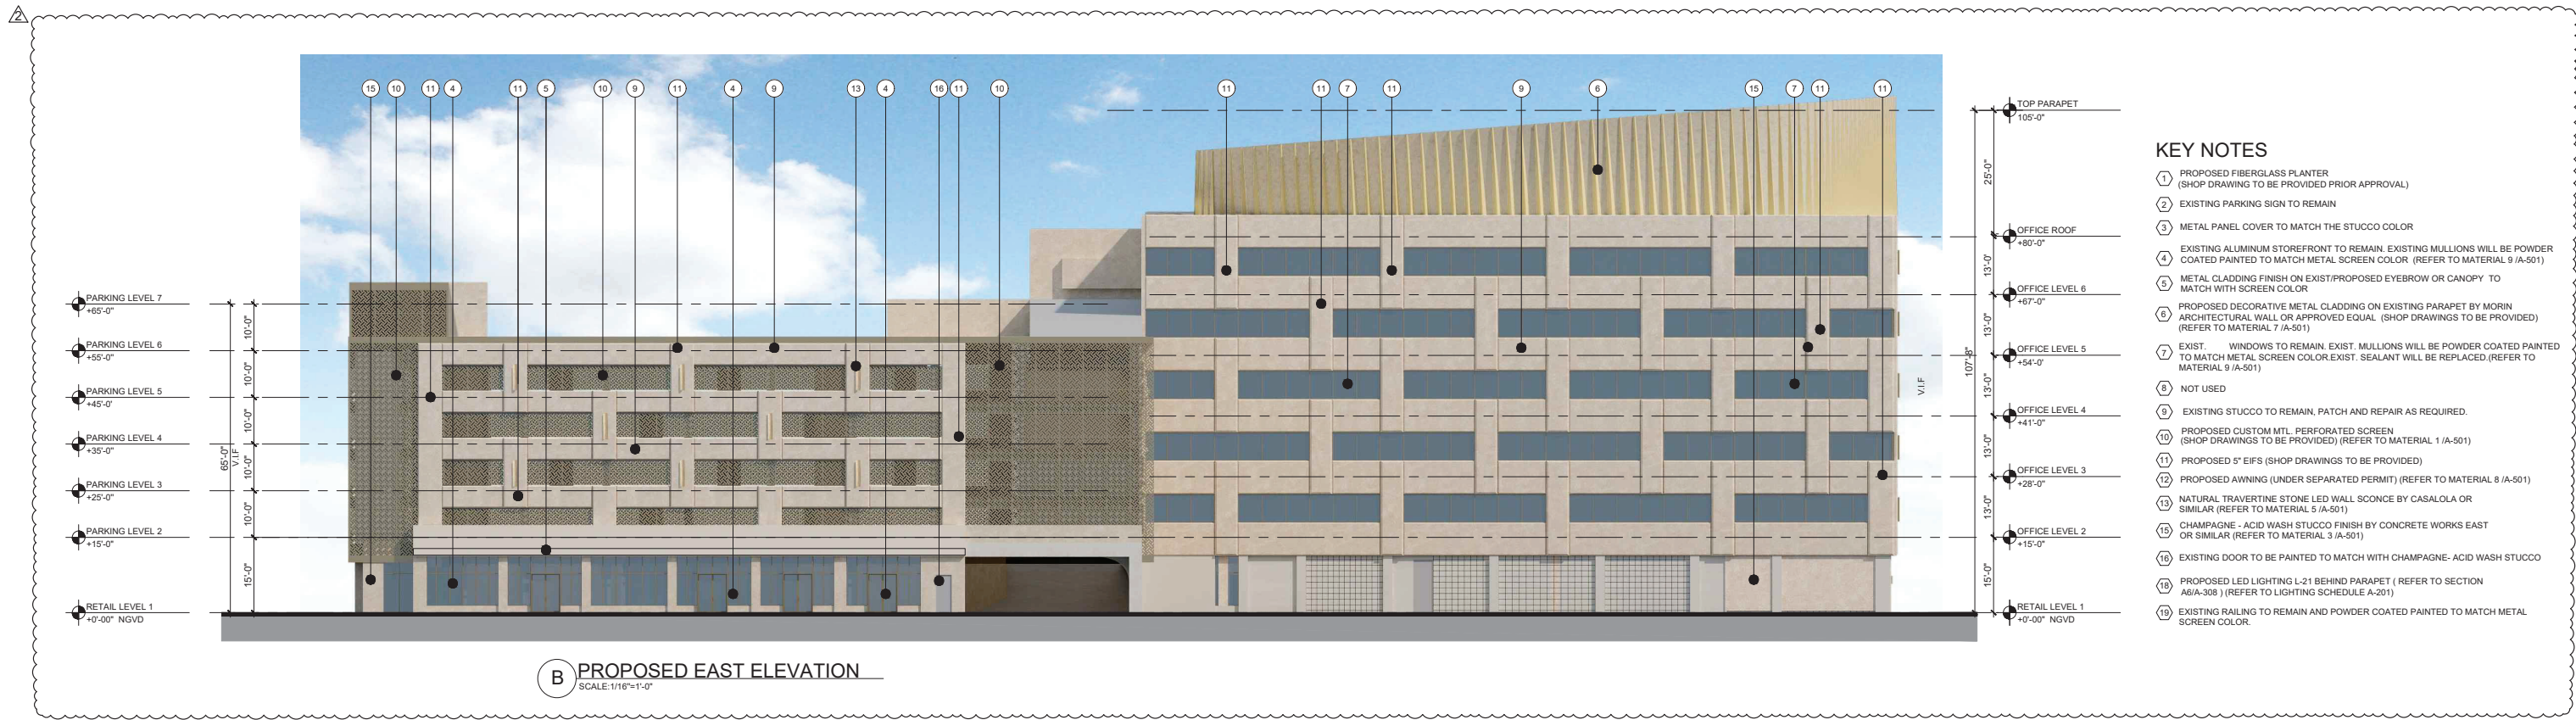 2
15 10 11 4 11 5 10 9 11 4 9 13 4 16 11 10 11 11 7 11 9 6 15 7 11 11
PARKING LEVEL 7
+65'-0"
PARKING LEVEL 6
+55'-0"
PARKING LEVEL 5
+45'-0'
PARKING LEVEL 4
+35'-0"
PARKING LEVEL 3
+25'-0"
PARKING LEVEL 2
+15'-0"
RETAIL LEVEL 1
+0'-00" NGVD
65'-0"
V.I.F
10'-0"
10'-0"
10'-0"
10'-0"
10'-0"
15'-0"
TOP PARAPET
105'-0"
OFFICE ROOF
+80'-0"
OFFICE LEVEL 6
+67'-0"
OFFICE LEVEL 5
+54'-0"
OFFICE LEVEL 4
+41'-0"
OFFICE LEVEL 3
+28'-0"
OFFICE LEVEL 2
+15'-0"
RETAIL LEVEL 1
+0'-00" NGVD
V.I.F
107'-8"
25'-0"
13'-0'
13'-0"
13'-0"
13'-0"
13'-0"
15'-0"
KEY NOTES
1 PROPOSED FIBERGLASS PLANTER
(SHOP DRAWING TO BE PROVIDED PRIOR APPROVAL)
2 EXISTING PARKING SIGN TO REMAIN
3 METAL PANEL COVER TO MATCH THE STUCCO COLOR
4 EXISTING ALUMINUM STOREFRONT TO REMAIN. EXISTING MULLIONS WILL BE POWDER
COATED PAINTED TO MATCH METAL SCREEN COLOR (REFER TO MATERIAL 9 /A-501)
5 METAL CLADDING FINISH ON EXIST/PROPOSED EYEBROW OR CANOPY TO
MATCH WITH SCREEN COLOR
6 PROPOSED DECORATIVE METAL CLADDING ON EXISTING PARAPET BY MORIN
ARCHITECTURAL WALL OR APPROVED EQUAL (SHOP DRAWINGS TO BE PROVIDED)
(REFER TO MATERIAL 7 /A-501)
7 EXIST. WINDOWS TO REMAIN. EXIST. MULLIONS WILL BE POWDER COATED PAINTED
TO MATCH METAL SCREEN COLOR.EXIST. SEALANT WILL BE REPLACED.(REFER TO
MATERIAL 9 /A-501)
8 NOT USED
9 EXISTING STUCCO TO REMAIN, PATCH AND REPAIR AS REQUIRED.
10 PROPOSED CUSTOM MTL. PERFORATED SCREEN
(SHOP DRAWINGS TO BE PROVIDED) (REFER TO MATERIAL 1 /A-501)
11 PROPOSED 5" EIFS (SHOP DRAWINGS TO BE PROVIDED)
12 PROPOSED AWNING (UNDER SEPARATED PERMIT) (REFER TO MATERIAL 8 /A-501)
13 NATURAL TRAVERTINE STONE LED WALL SCONCE BY CASALOLA OR
SIMILAR (REFER TO MATERIAL 5 /A-501)
15 CHAMPAGNE - ACID WASH STUCCO FINISH BY CONCRETE WORKS EAST
OR SIMILAR (REFER TO MATERIAL 3 /A-501)
16 EXISTING DOOR TO BE PAINTED TO MATCH WITH CHAMPAGNE- ACID WASH STUCCO
18 PROPOSED LED LIGHTING L-21 BEHIND PARAPET ( REFER TO SECTION
A6/A-308 ) (REFER TO LIGHTING SCHEDULE A-201)
19 EXISTING RAILING TO REMAIN AND POWDER COATED PAINTED TO MATCH METAL
SCREEN COLOR.
B PROPOSED EAST ELEVATION
SCALE:1/16"=1'-0"